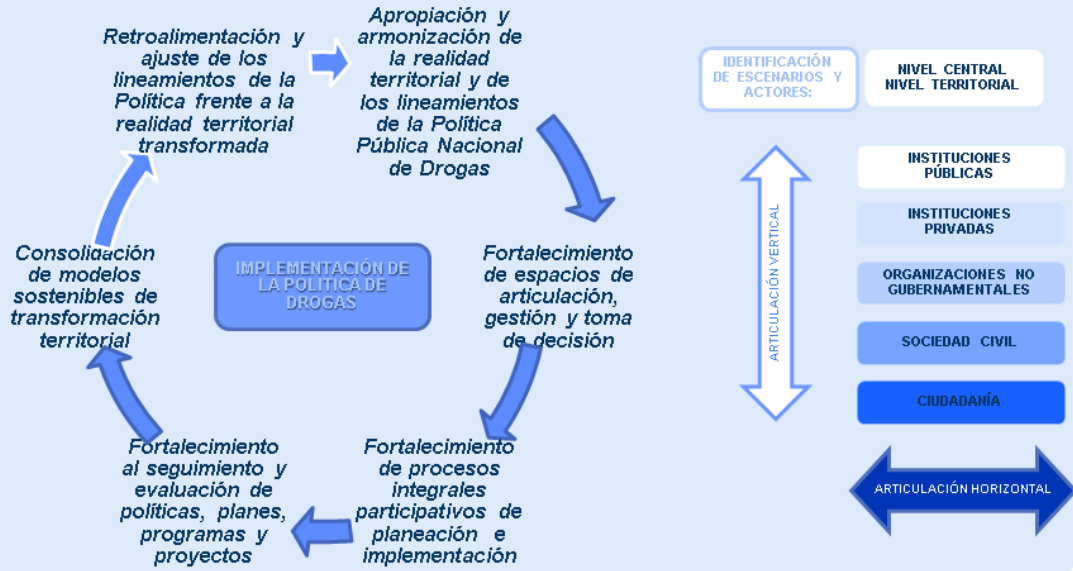 Retroalimentación y
ajuste de los
lineamientos de la
Política frente a la
realidad territorial
transformada
Apropiación y
armonización de
la realidad
territorial y de
los lineamientos
de la Política
Pública Nacional
de Drogas
Fortalecimiento
de espacios de
articulación,
gestión y toma
de decisión
Fortalecimiento
de procesos
integrales
participativos de
planeación e
implementación
Fortalecimiento
al seguimiento y
evaluación de
políticas, planes,
programas y
proyectos
Consolidación
de modelos
sostenibles de
transformación
territorial
IMPLEMENTACIÓN DE
LA POLITICA DE
DROGAS
IDENTIFICACIÓN
DE ESCENARIOS Y
ACTORES:
NIVEL CENTRAL
NIVEL TERRITORIAL
ARTICULACIÓN VERTICAL
INSTITUCIONES
PÚBLICAS
INSTITUCIONES
PRIVADAS
ORGANIZACIONES NO
GUBERNAMENTALES
SOCIEDAD CIVIL
CIUDADANÍA
ARTICULACIÓN HORIZONTAL